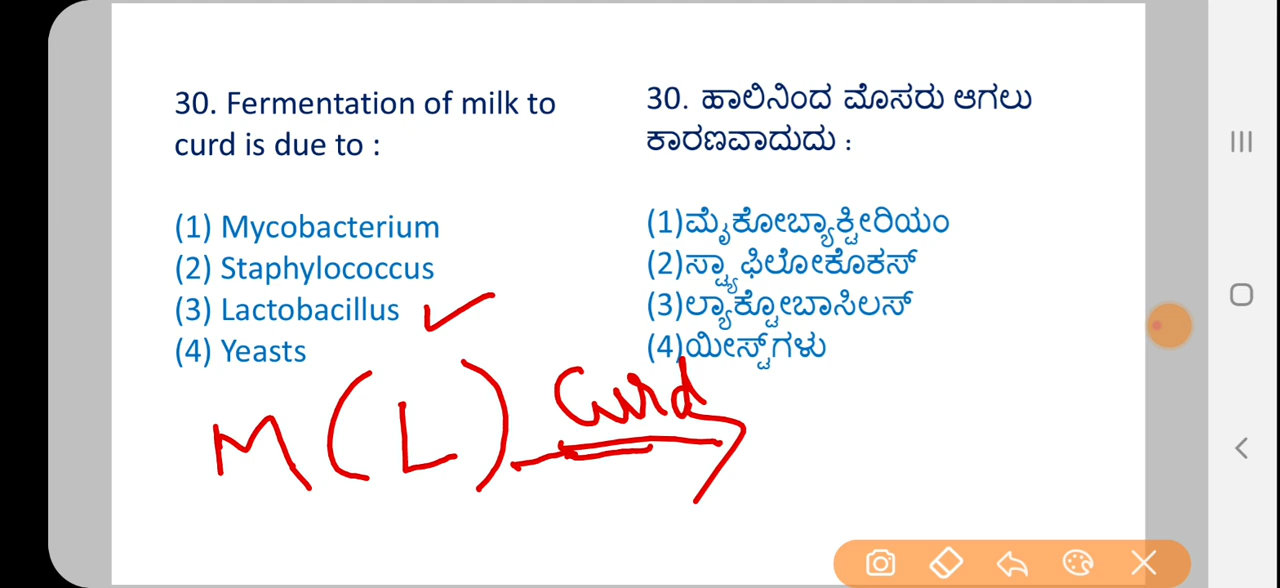 30. Fermentation of milk to
curd is due to :
(1) Mycobacterium
(2) Staphylococcus
(3) Lactobacillus
(4) Yeasts
30. ಹಾಲಿನಿಂದ ಮೊಸರು ಆಗಲು
ಕಾರಣವಾದುದು :
(1)ಮೈಕೋಬ್ಯಾಕ್ಟೀರಿಯಂ
(2)ಸ್ಟ್ಯಾಫಿಲೋಕೊಕಸ್
(3)ಲ್ಯಾಕ್ಟೋಬಾಸಿಲಸ್
(4)ಯೀಸ್ಟ್‌ಗಳು
M (L) Curd